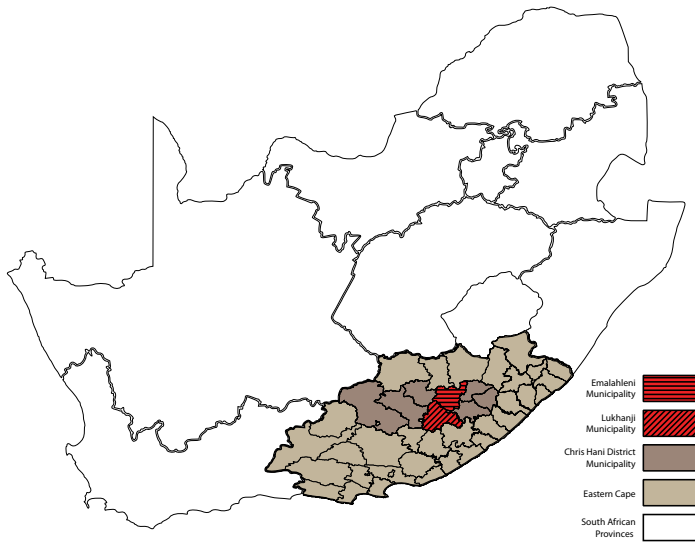 Emalahleni
Municipality
Lukhanji
Municipality
Chris Hani District
Municipality
Eastern Cape
South African
Provinces